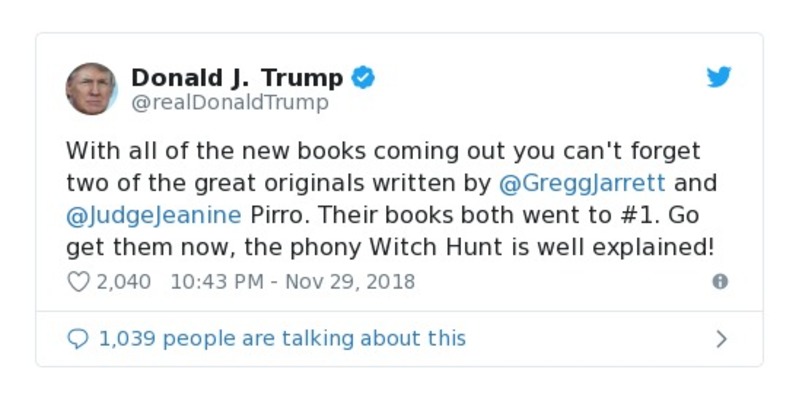 Donald J. Trump
@realDonaldTrump
With all of the new books coming out you can't forget
two of the great originals written by @GreggJarrett and
@JudgeJeanine Pirro. Their books both went to #1. Go
get them now, the phony Witch Hunt is well explained!
2,040 10:43 PM - Nov 29, 2018
1,039 people are talking about this